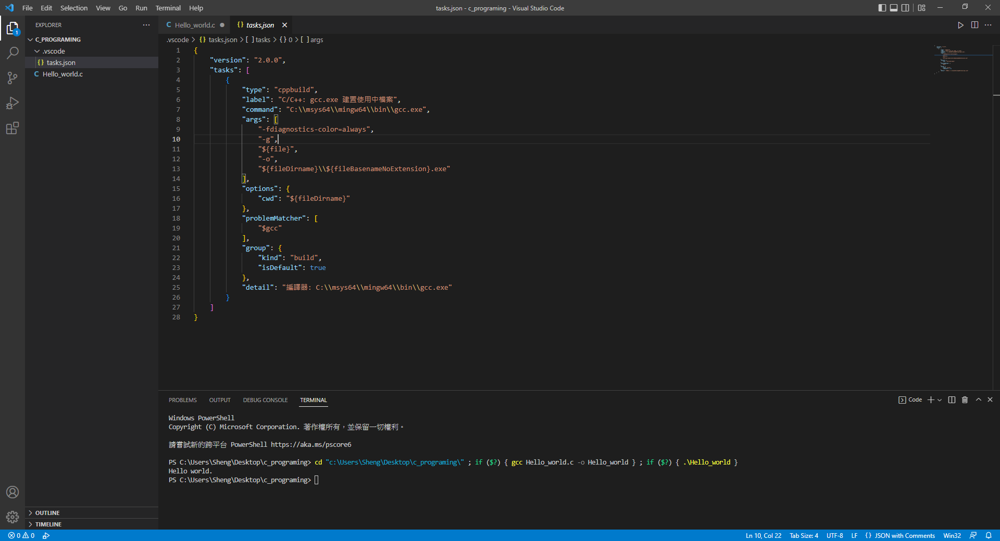 File Edit Selection View Go Run Terminal Help
tasks.json - c_programing - Visual Studio Code
EXPLORER
C_PROGRAMING
.vscode
{} tasks.json
C Hello_world.c
1
C Hello_world.c
{} tasks.json
.vscode > {} tasks.json > [ ] tasks > {} 0 > [ ] args
1 {
2 "version": "2.0.0",
3 "tasks": [
4 {
5 "type": "cppbuild",
6 "label": "C/C++: gcc.exe 建置使用中檔案",
7 "command": "C:\\msys64\\mingw64\\bin\\gcc.exe",
8 "args": [
9 "-fdiagnostics-color=always",
10 "-g",
11 "${file}",
12 "-o",
13 "${fileDirname}\\${fileBasenameNoExtension}.exe"
14 ],
15 "options": {
16 "cwd": "${fileDirname}"
17 },
18 "problemMatcher": [
19 "$gcc"
20 ],
21 "group": {
22 "kind": "build",
23 "isDefault": true
24 },
25 "detail": "編譯器: C:\\msys64\\mingw64\\bin\\gcc.exe"
26 }
27 ]
28 }
PROBLEMS OUTPUT DEBUG CONSOLE TERMINAL
Code
Windows PowerShell
Copyright (C) Microsoft Corporation. 著作權所有，並保留一切權利。
請嘗試新的跨平台 PowerShell https://aka.ms/pscore6
PS C:\Users\Sheng\Desktop\c_programing> cd "c:\Users\Sheng\Desktop\c_programing\" ; if ($?) { gcc Hello_world.c -o Hello_world } ; if ($?) { .\Hello_world }
Hello world.
PS C:\Users\Sheng\Desktop\c_programing>
OUTLINE
TIMELINE
0 0
Ln 10, Col 22 Tab Size: 4 UTF-8 LF {} JSON with Comments Win32